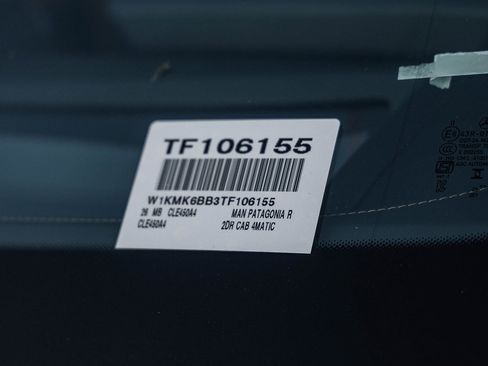 TF106155
W1KMK6BB3TF106155
26 MB CLE450A4 MAN PATAGONIA R
CLE450A4 2DR CAB 4MATIC